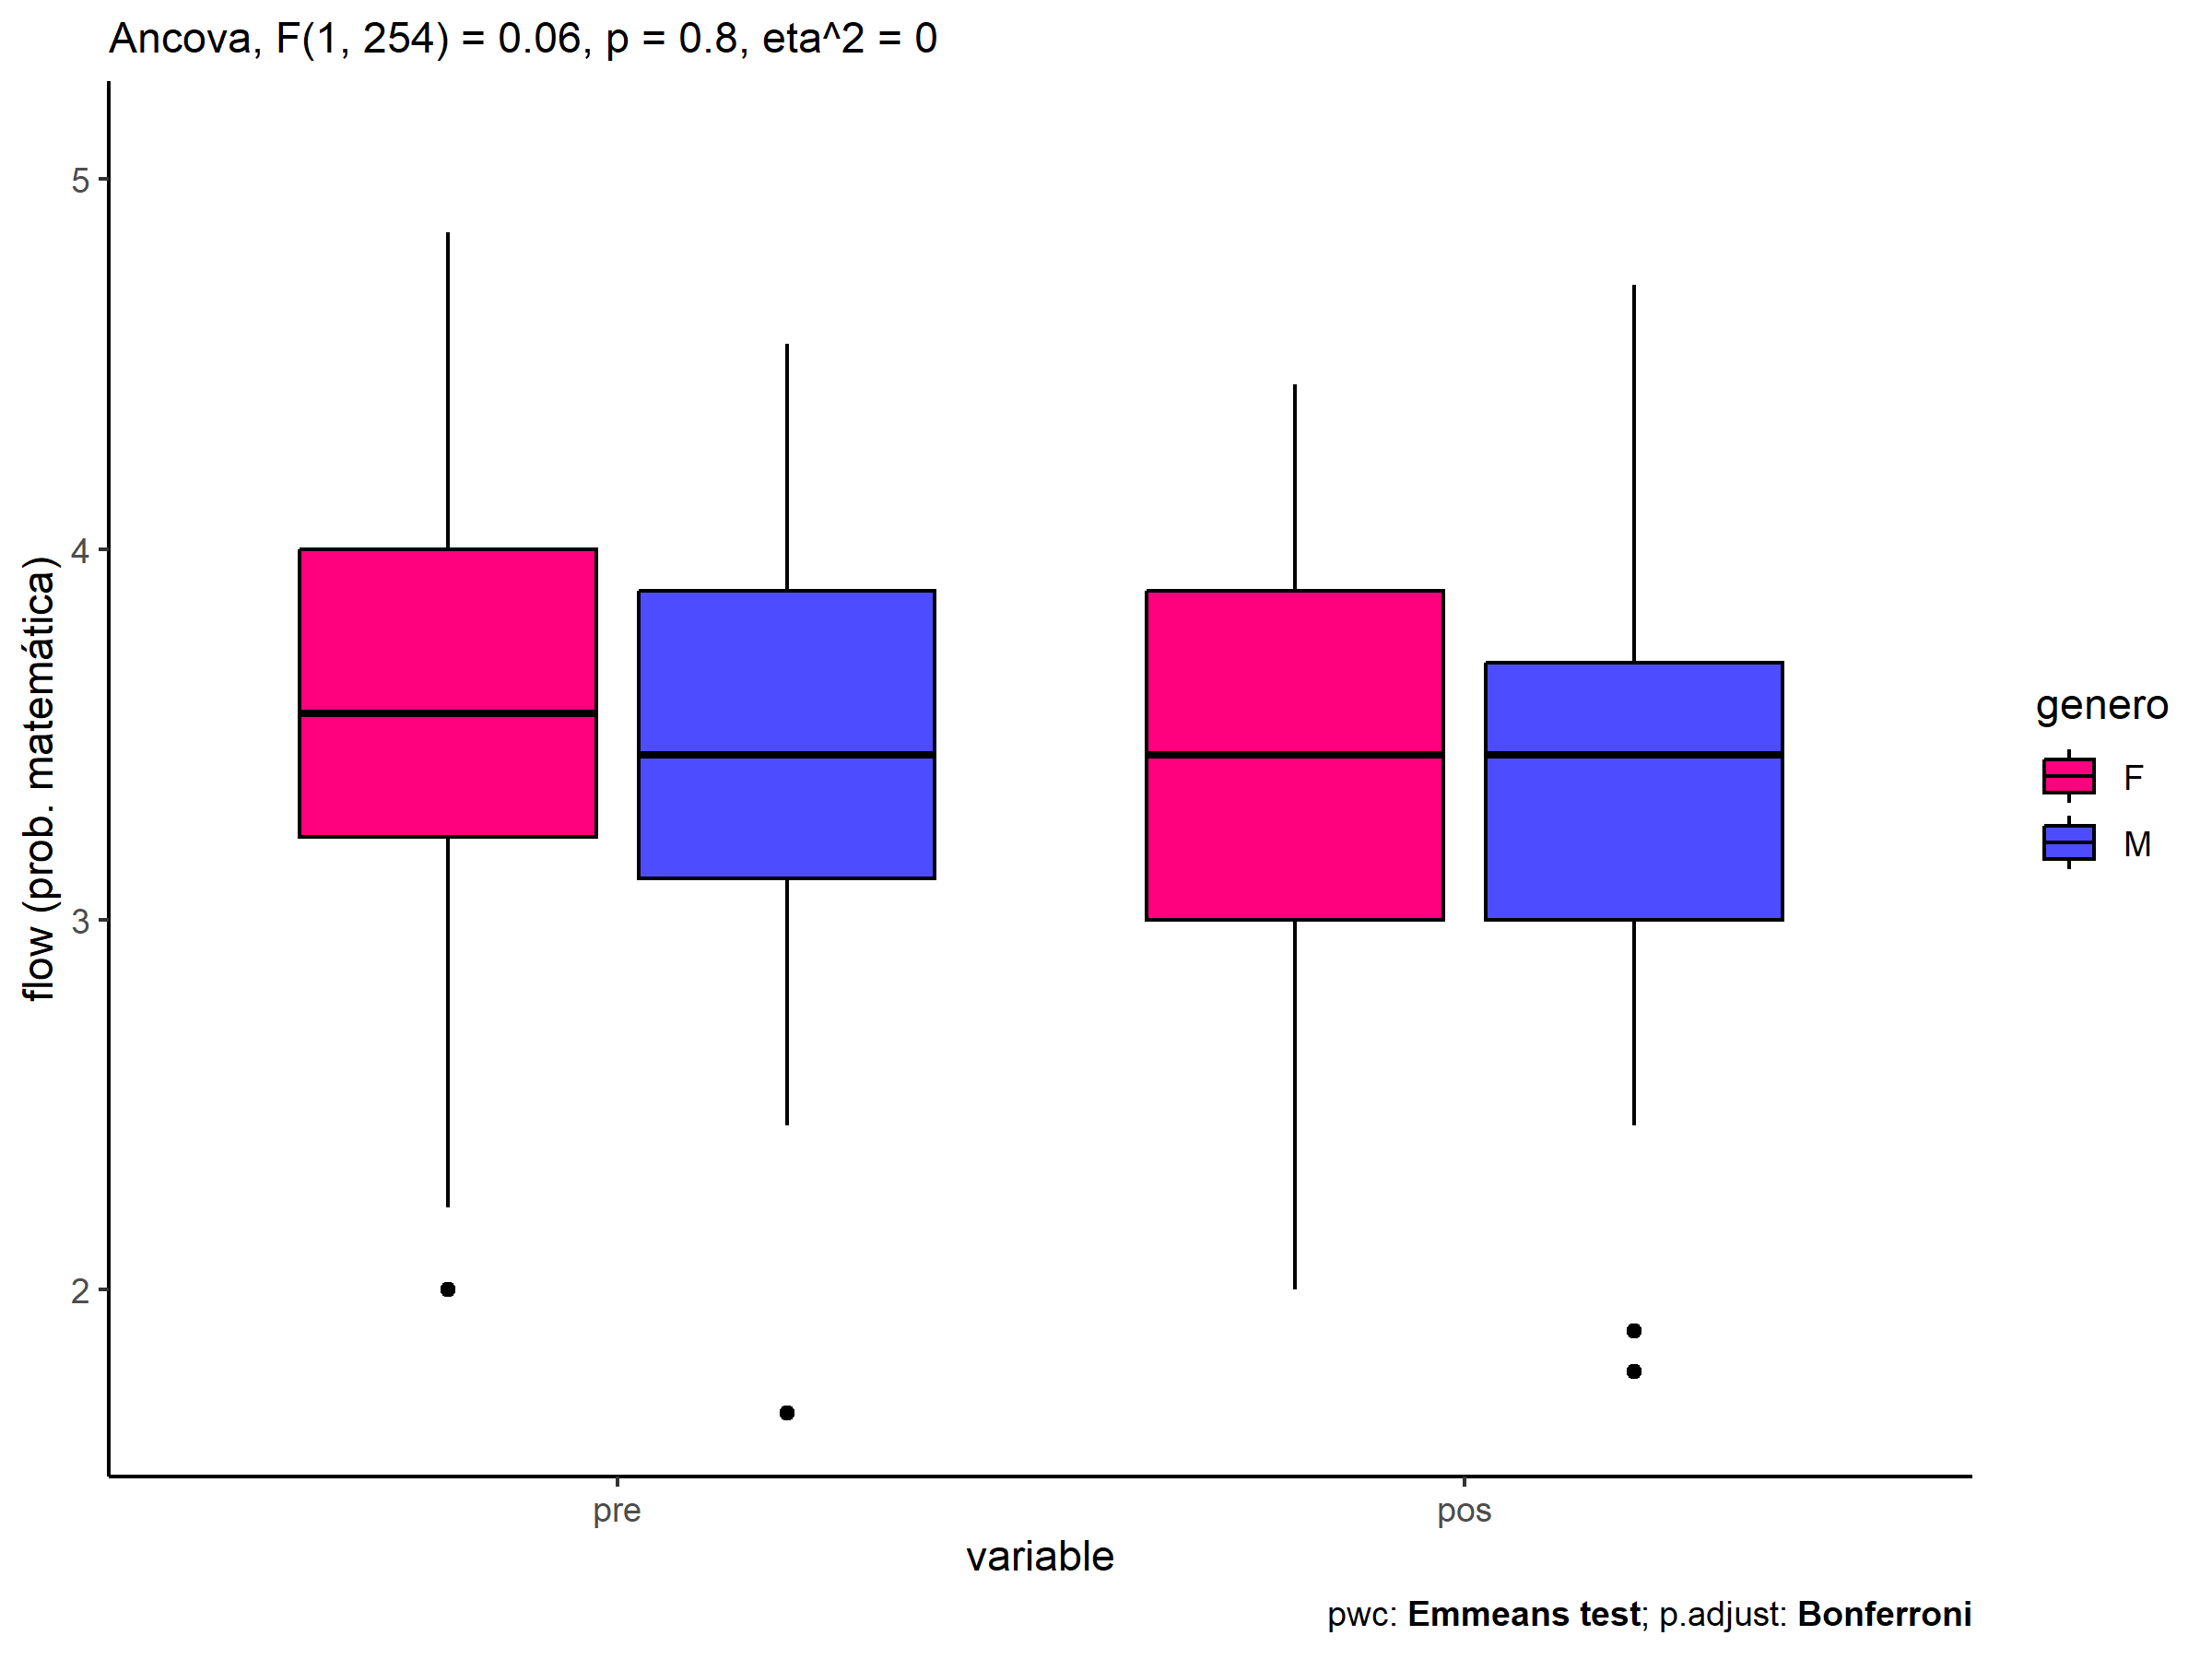 Ancova, F(1, 254) = 0.06, p = 0.8, eta^2 = 0
flow (prob. matemática)
5
4
3
2
pre
pos
variable
genero
F
M
pwc: Emmeans test; p.adjust: Bonferroni